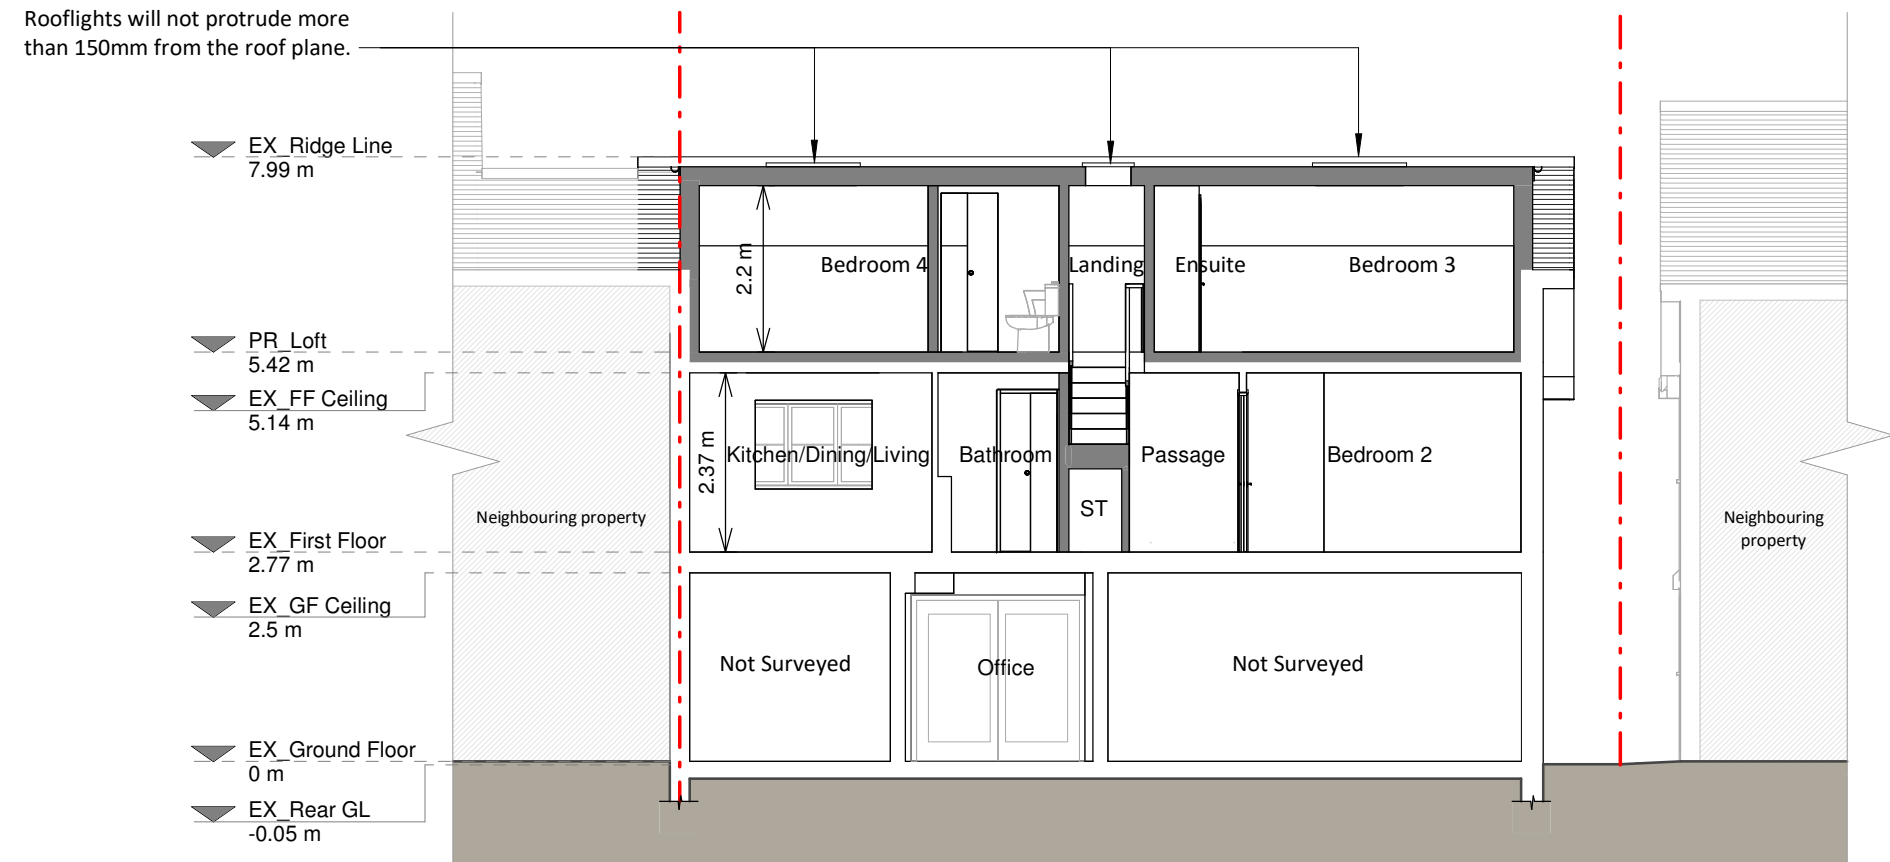 Rooflights will not protrude more
than 150mm from the roof plane.
EX_Ridge Line
7.99 m
2.2 m
Bedroom 4
Landing
Ensuite
Bedroom 3
PR_Loft
5.42 m
EX_FF Ceiling
5.14 m
2.37 m
Kitchen/Dining/Living
Bathroom
Passage
Bedroom 2
ST
Neighbouring property
Neighbouring
property
EX_First Floor
2.77 m
EX_GF Ceiling
2.5 m
Not Surveyed
Office
Not Surveyed
EX_Ground Floor
0 m
EX_Rear GL
-0.05 m